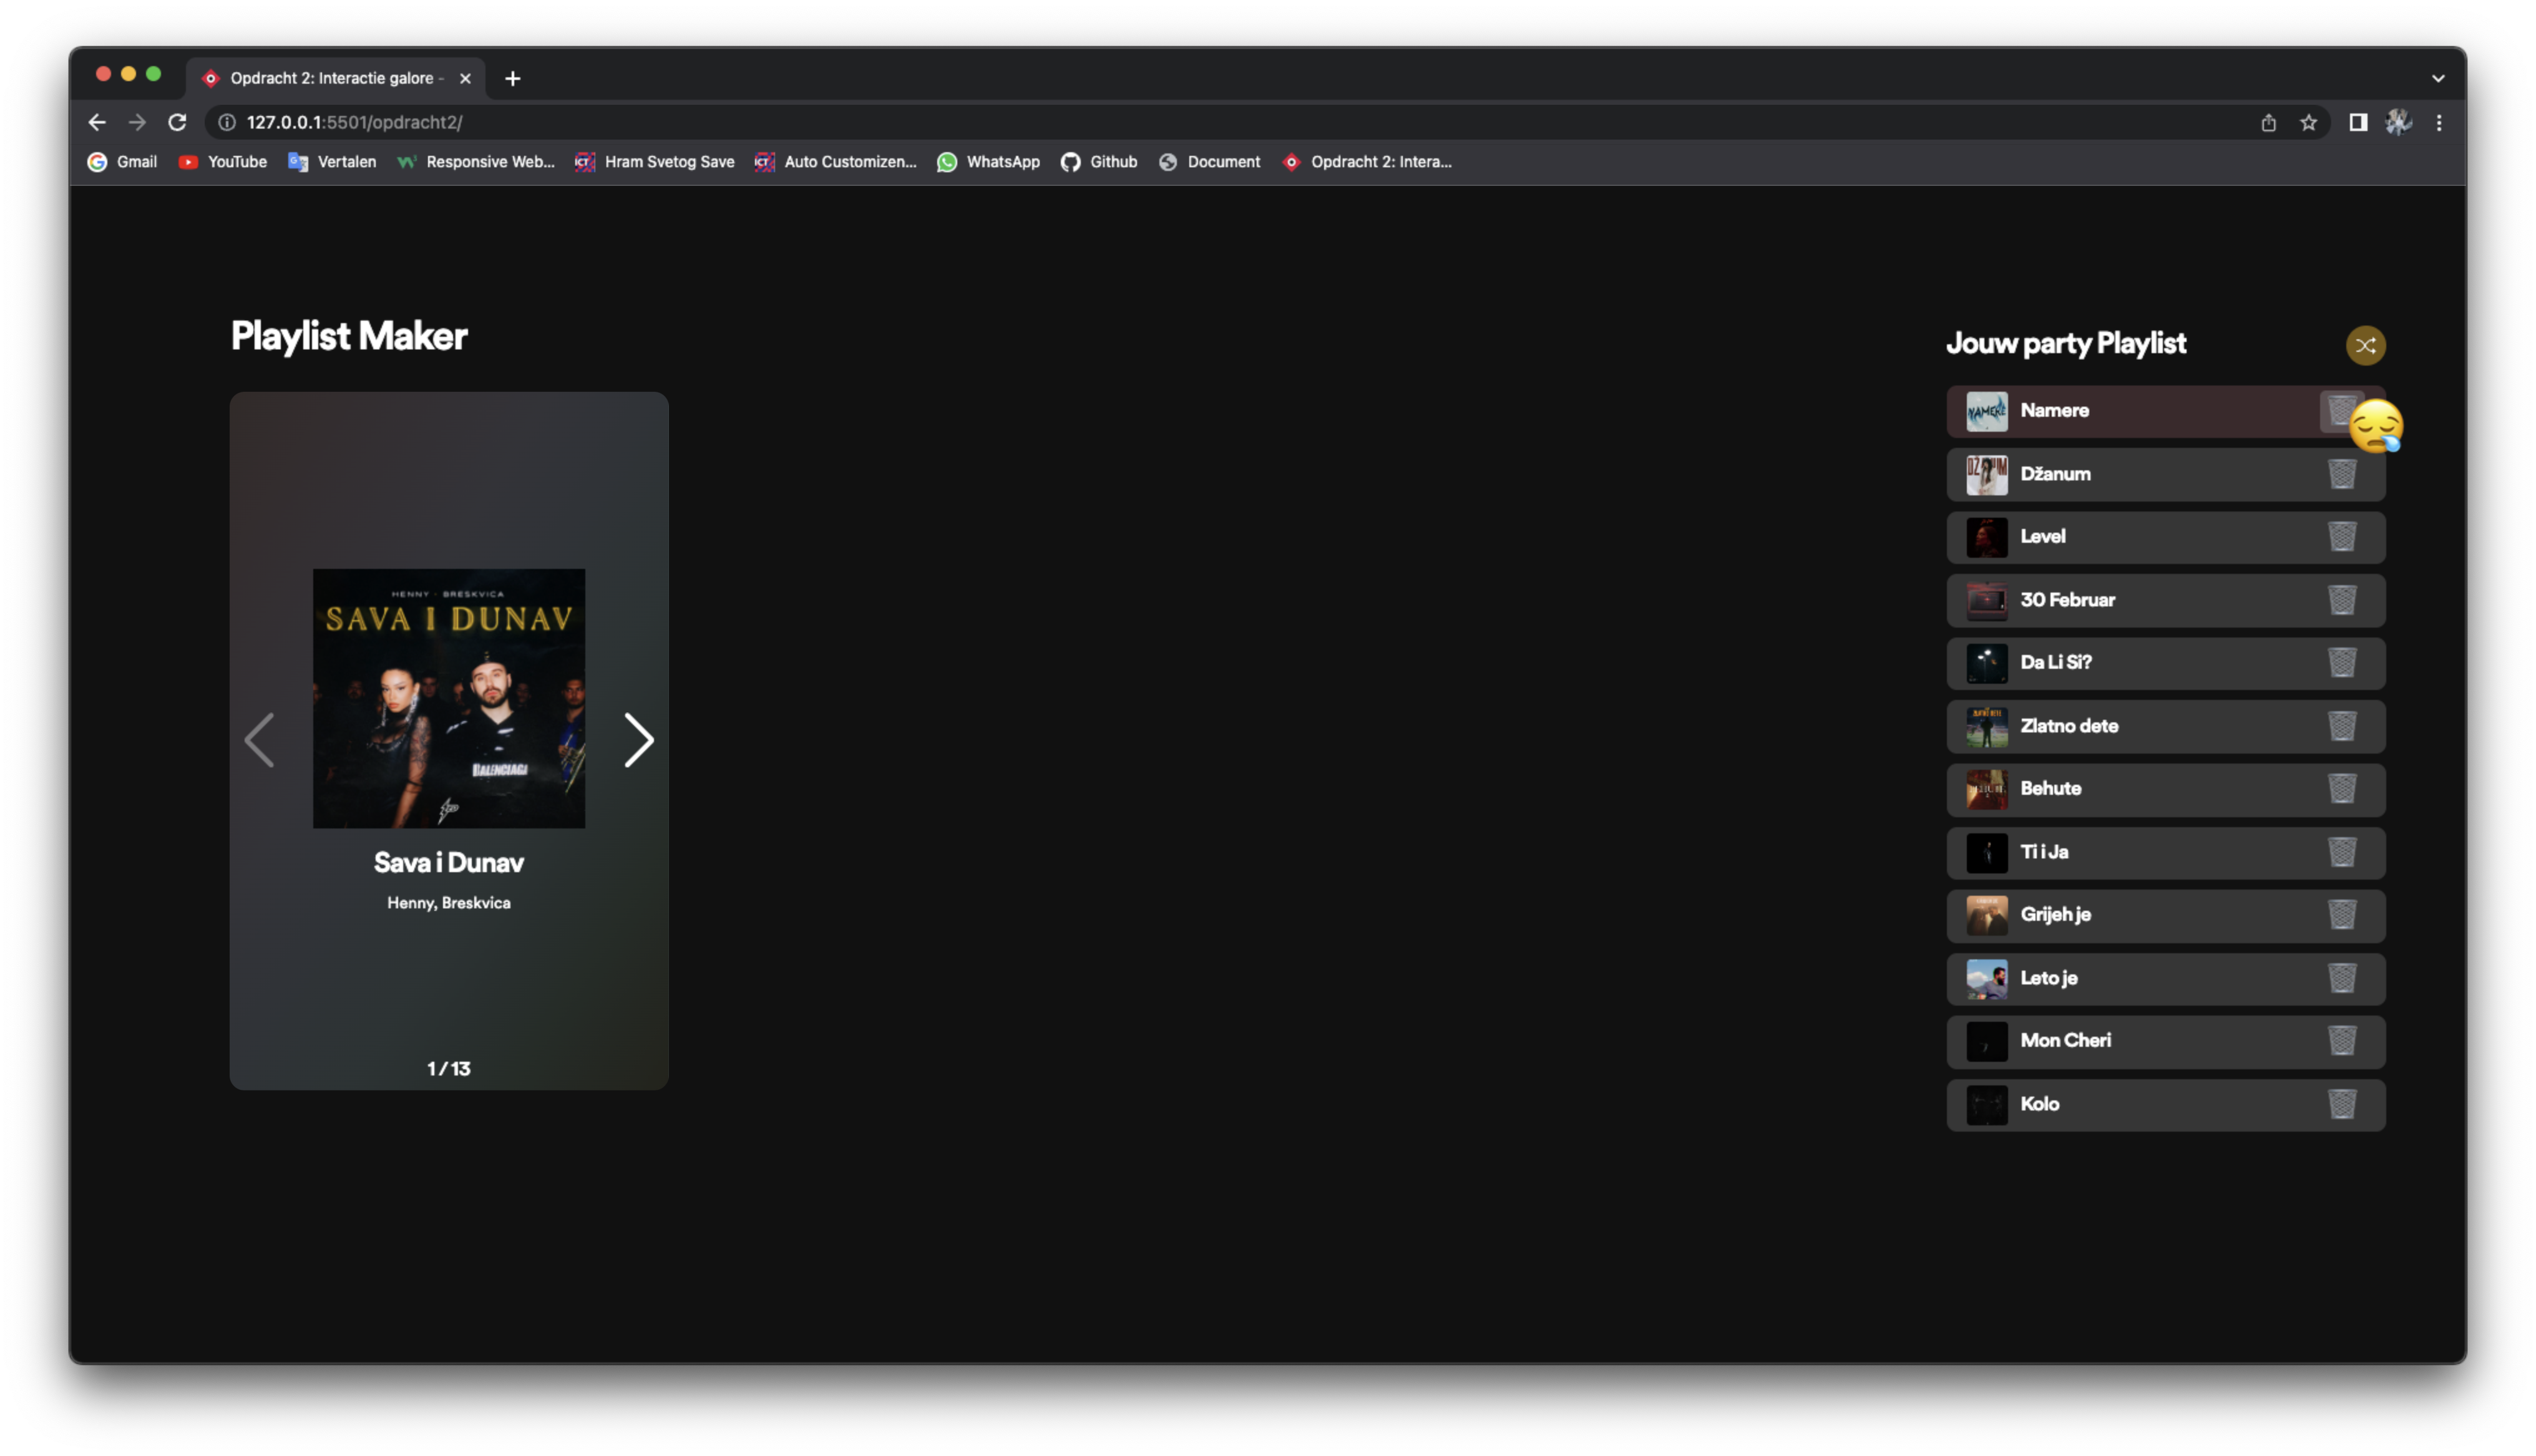 Opdracht 2: Interactie galore -
127.0.0.1:5501/opdracht2/
Gmail
YouTube
Vertalen
Responsive Web...
Hram Svetog Save
Auto Customizen...
WhatsApp
Github
Document
Opdracht 2: Intera...
Playlist Maker
HENNY · BRESKVICA
SAVA I DUNAV
BALENCIAGA
Sava i Dunav
Henny, Breskvica
1 / 13
Jouw party Playlist
NAMERE
Namere
Džanum
Level
30 Februar
Da Li Si?
Zlatno dete
Behute
Ti i Ja
Grijeh je
Leto je
Mon Cheri
Kolo